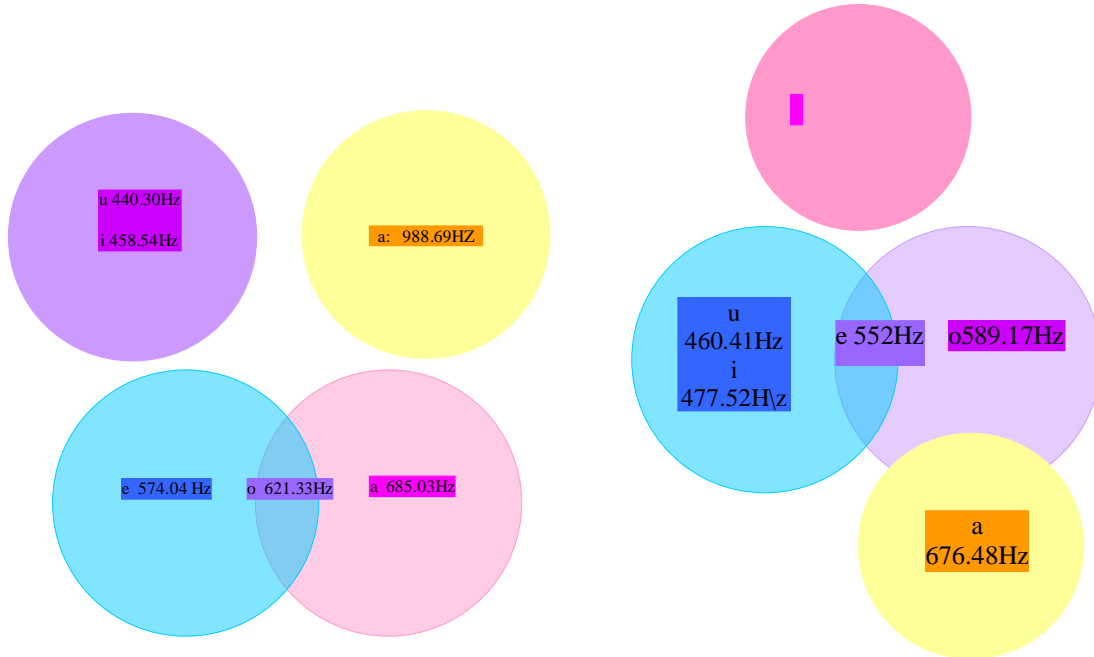 u 440.30Hz
i 458.54Hz
a: 988.69HZ
e 574.04 Hz
o 621.33Hz
a 685.03Hz
u
460.41Hz
i
477.52H\z
e 552Hz
o589.17Hz
a
676.48Hz